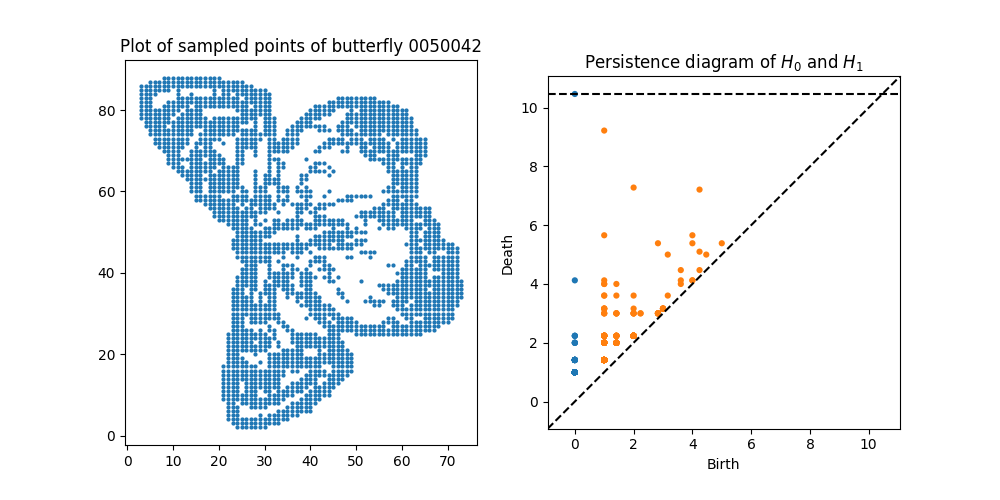 Plot of sampled points of butterfly 0050042
80
60
40
20
0
0 10 20 30 40 50 60 70
Persistence diagram of H₀ and H₁
10
8
6
4
2
0
Death
0 2 4 6 8 10
Birth